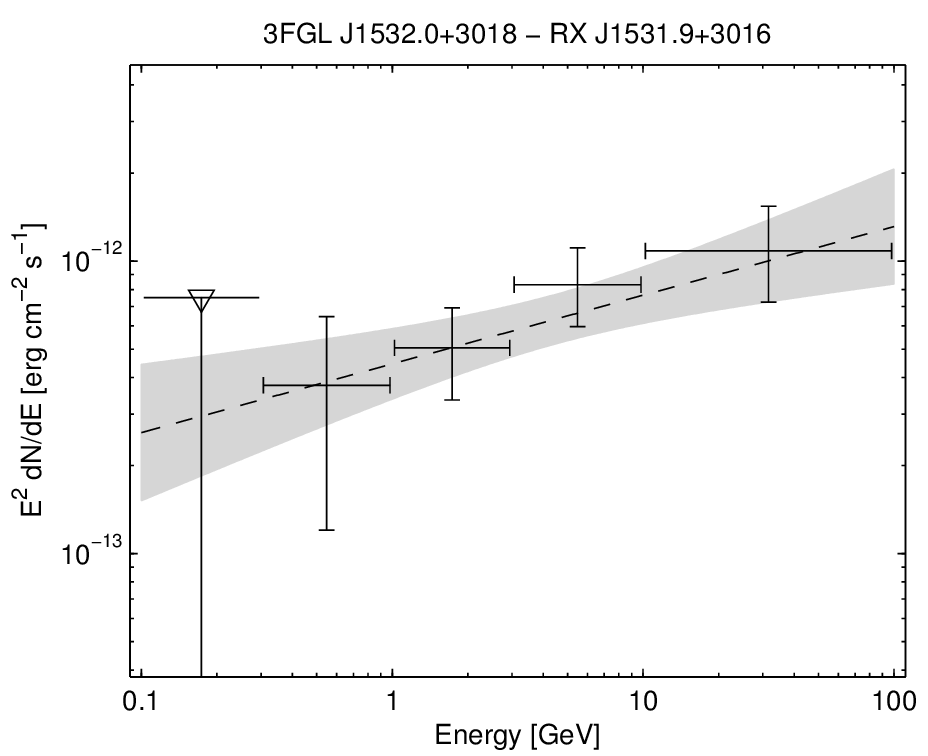 3FGL J1532.0+3018 − RX J1531.9+3016
E² dN/dE [erg cm⁻² s⁻¹]
10⁻¹²
10⁻¹³
0.1 1 10 100
Energy [GeV]